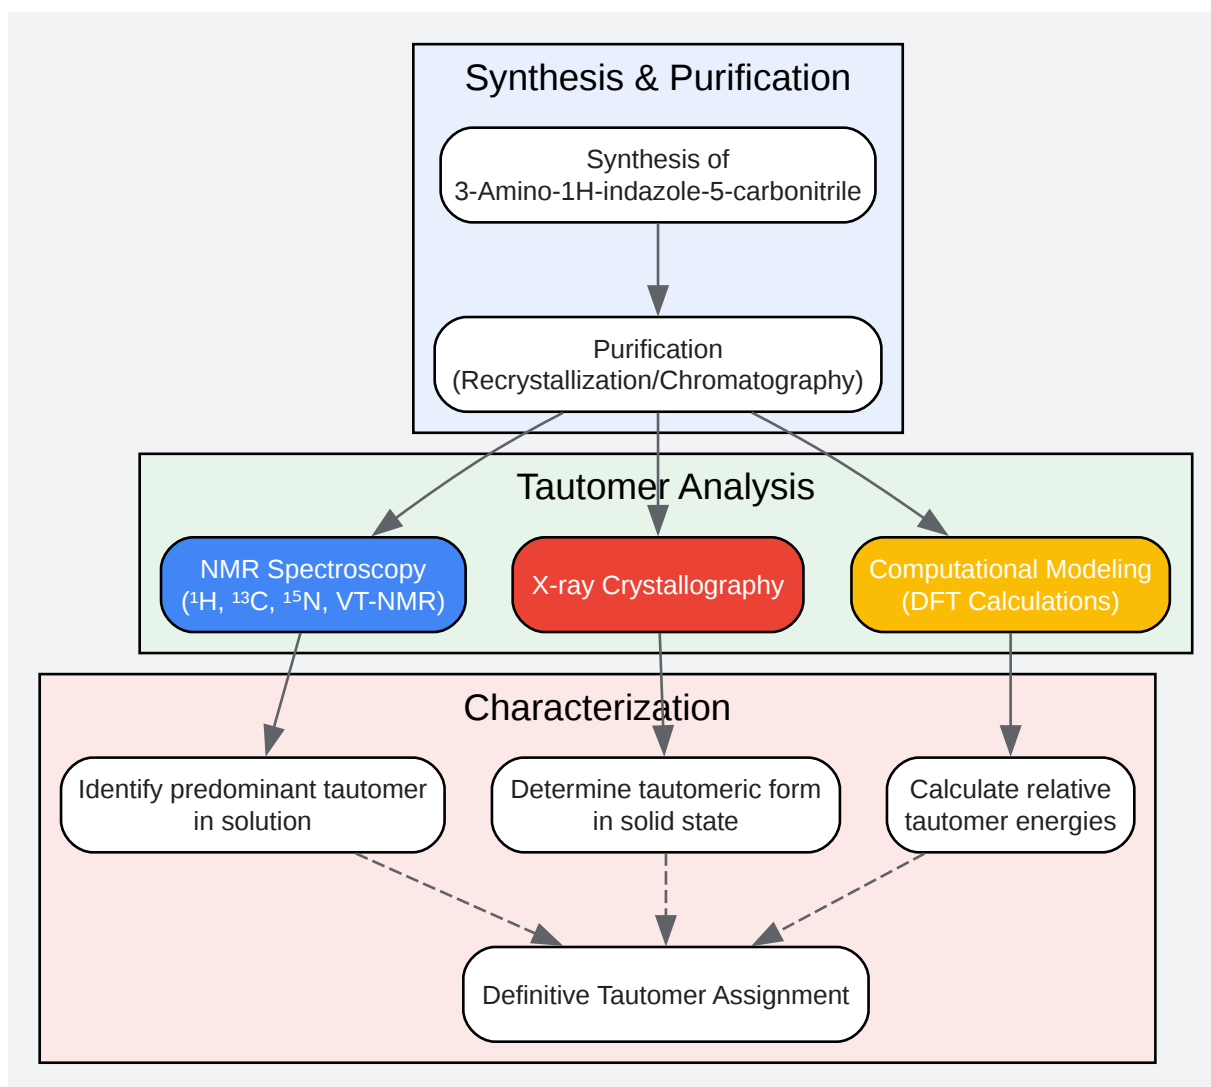 Synthesis & Purification
Synthesis of
3-Amino-1H-indazole-5-carbonitrile
Purification
(Recrystallization/Chromatography)
Tautomer Analysis
NMR Spectroscopy
(¹H, ¹³C, ¹⁵N, VT-NMR)
X-ray Crystallography
Computational Modeling
(DFT Calculations)
Characterization
Identify predominant tautomer
in solution
Determine tautomeric form
in solid state
Calculate relative
tautomer energies
Definitive Tautomer Assignment